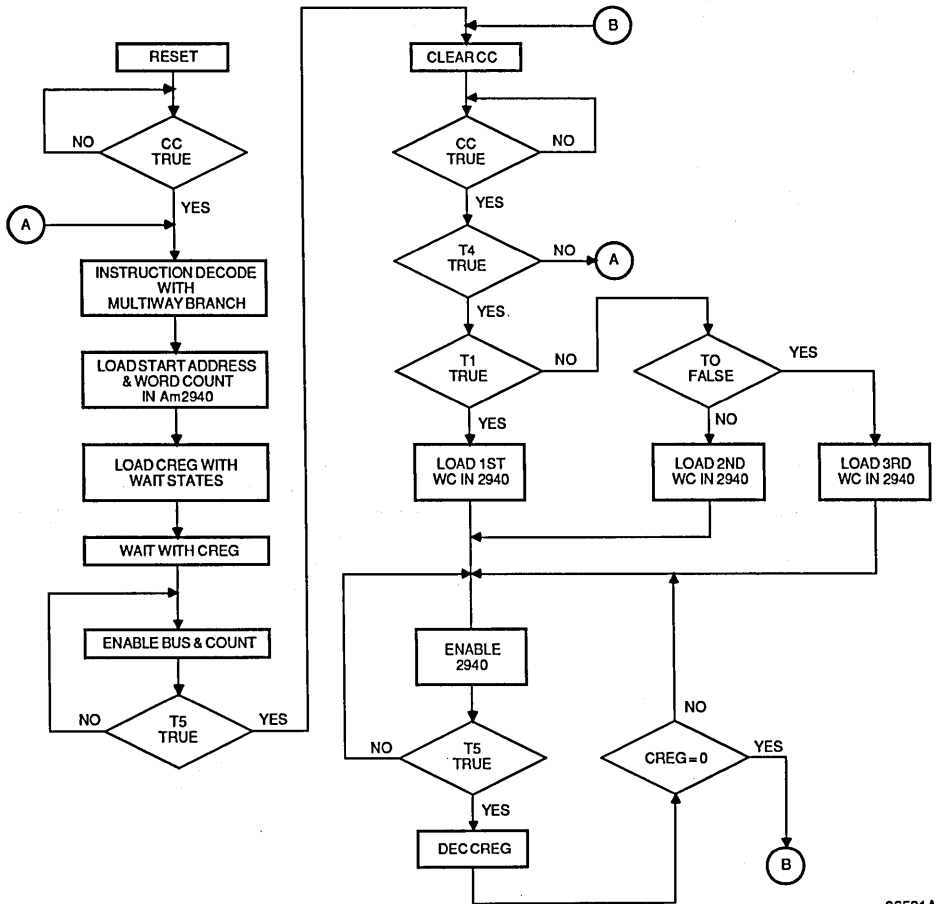 RESET
NO
CC
TRUE
YES
A
INSTRUCTION DECODE
WITH
MULTIWAY BRANCH
LOAD START ADDRESS
& WORD COUNT
IN Am2940
LOAD CREG WITH
WAIT STATES
WAIT WITH CREG
ENABLE BUS & COUNT
NO
T5
TRUE
YES
B
CLEAR CC
CC
TRUE
NO
YES
T4
TRUE
NO
A
YES
T1
TRUE
NO
YES
TO
FALSE
YES
NO
LOAD 1ST
WC IN 2940
LOAD 2ND
WC IN 2940
LOAD 3RD
WC IN 2940
ENABLE
2940
NO
T5
TRUE
YES
DEC CREG
NO
CREG = 0
YES
B